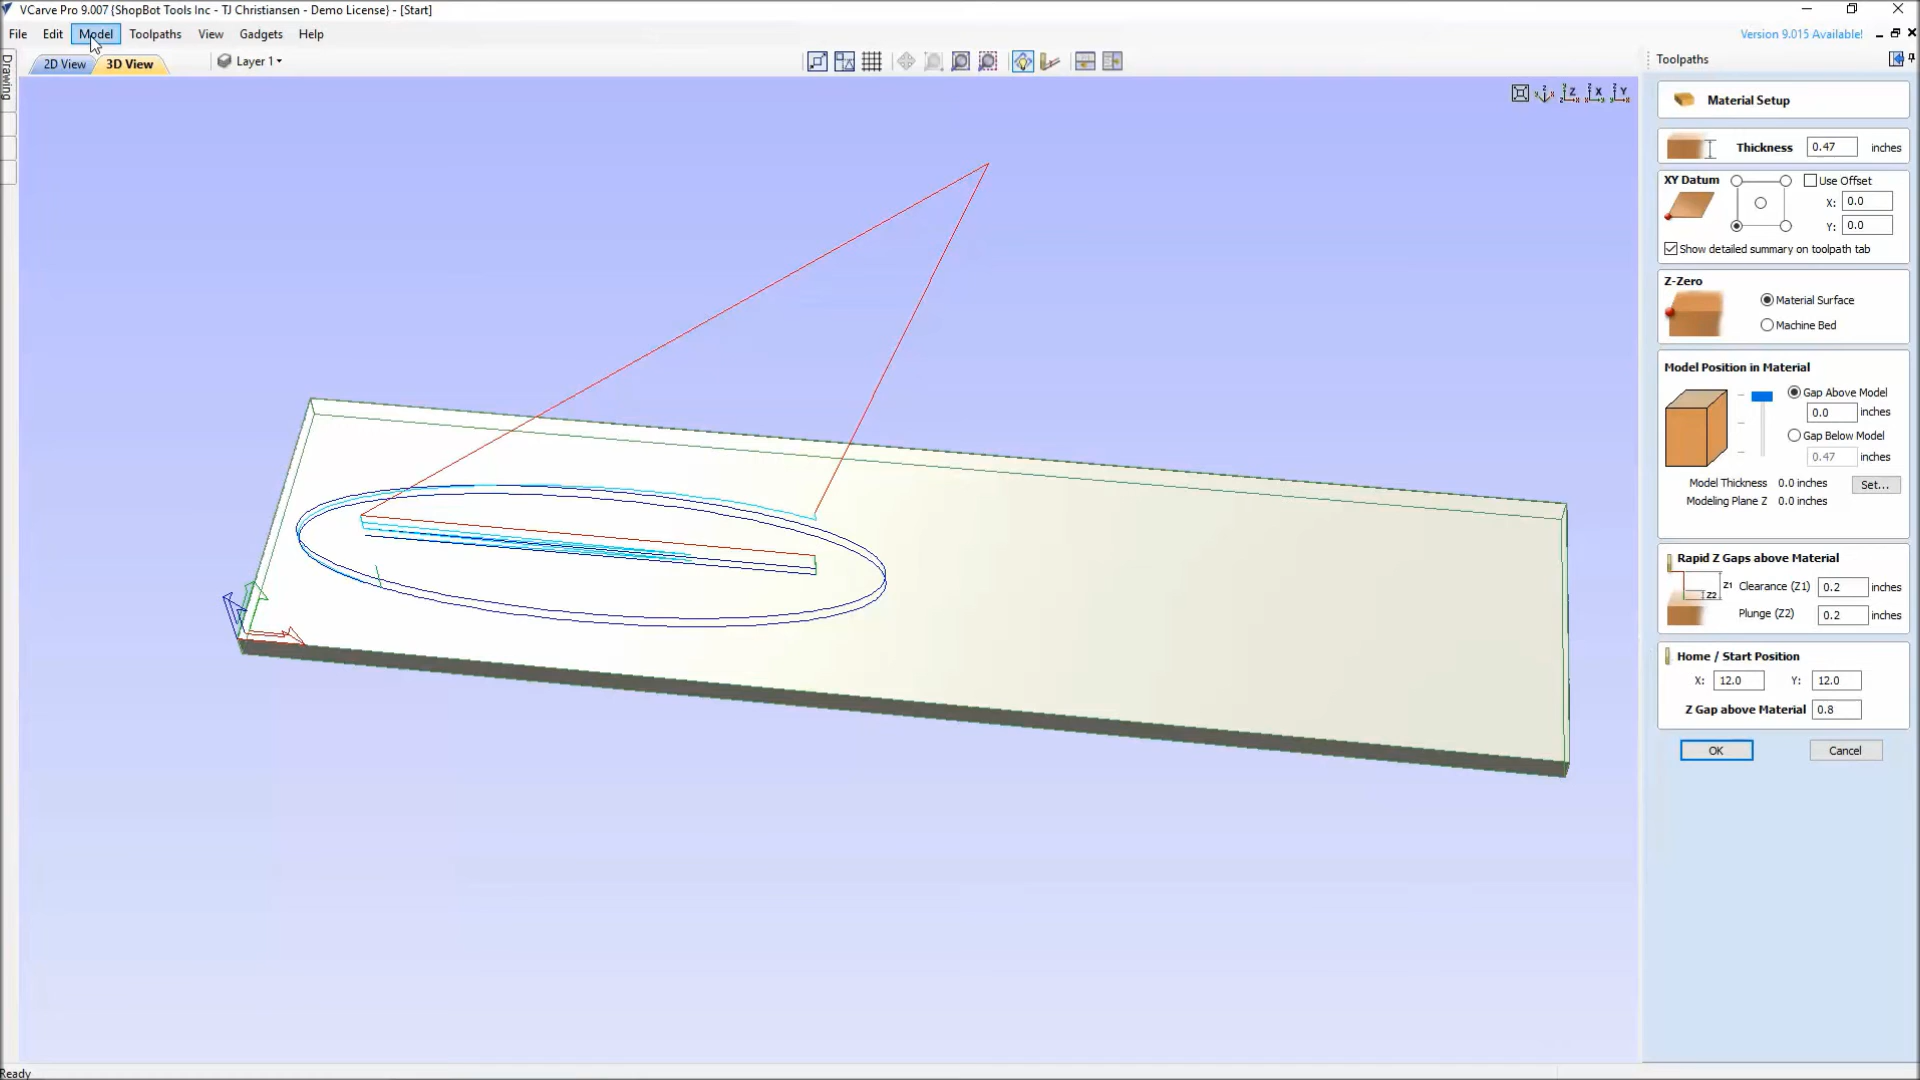 VCarve Pro 9.007 {ShopBot Tools Inc - TJ Christiansen - Demo License} - [Start]
File Edit Model Toolpaths View Gadgets Help
Version 9.015 Available!
Drawing
2D View 3D View Layer 1
Toolpaths
Material Setup
Thickness 0.47 inches
XY Datum Use Offset
X: 0.0
Y: 0.0
Show detailed summary on toolpath tab
Z-Zero
Material Surface
Machine Bed
Model Position in Material
Gap Above Model
0.0 inches
Gap Below Model
0.47 inches
Model Thickness 0.0 inches Set...
Modeling Plane Z 0.0 inches
Rapid Z Gaps above Material
Z1 Clearance (Z1) 0.2 inches
Z2 Plunge (Z2) 0.2 inches
Home / Start Position
X: 12.0 Y: 12.0
Z Gap above Material 0.8
OK Cancel
Ready